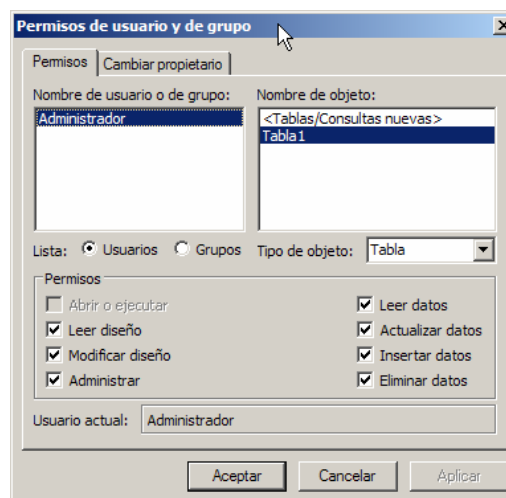 Permisos de usuario y de grupo
Permisos Cambiar propietario
Nombre de usuario o de grupo: Nombre de objeto:
Administrador <Tablas/Consultas nuevas>
Tabla1
Lista: Usuarios Grupos Tipo de objeto: Tabla
Permisos
Abrir o ejecutar Leer datos
Leer diseño Actualizar datos
Modificar diseño Insertar datos
Administrar Eliminar datos
Usuario actual: Administrador
Aceptar Cancelar Aplicar